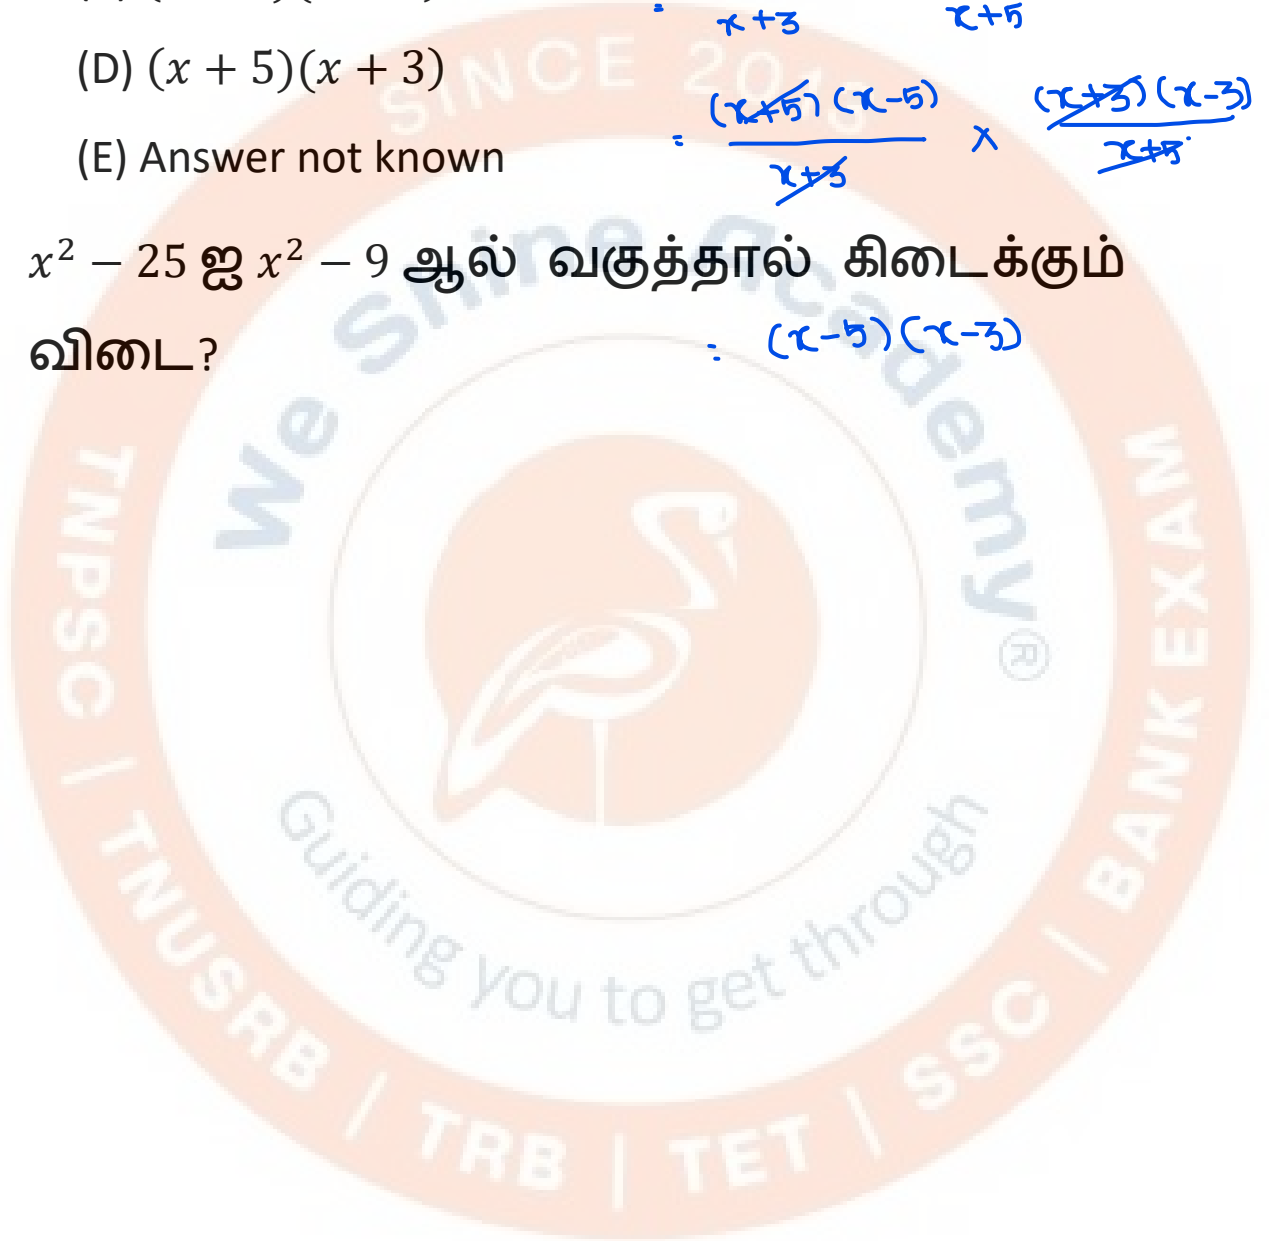 = x+3 x+5
(D) (x + 5)(x + 3)
= (x+5)(x-5) / x+3 × (x+3)(x-3) / x+5
(E) Answer not known
x² − 25 ஐ x² − 9 ஆல் வகுத்தால் கிடைக்கும்
விடை?
= (x-5)(x-3)
SINCE 2015
We Shine Academy®
Guiding you to get through
TNPSC | TNUSRB | TRB | TET | SSC | BANK EXAM